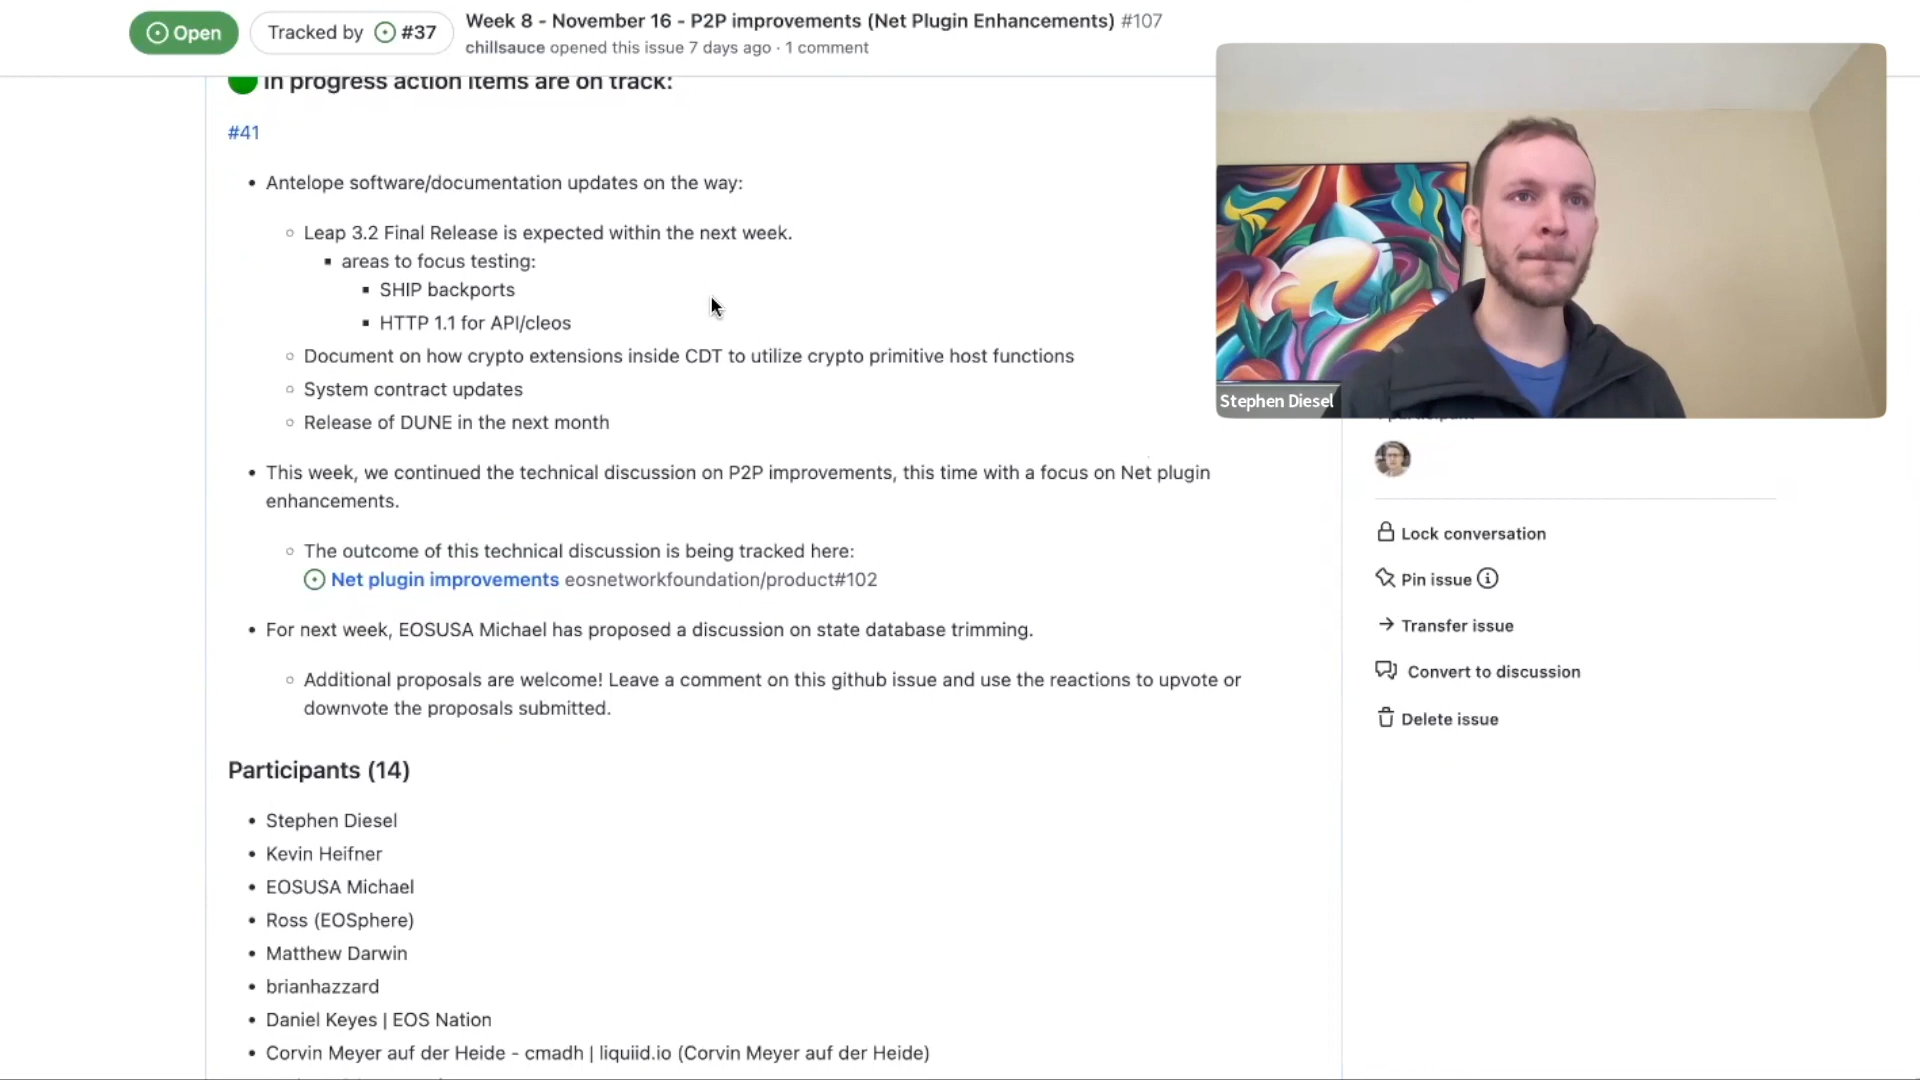 Open
Tracked by #37
Week 8 - November 16 - P2P improvements (Net Plugin Enhancements) #107
chillsauce opened this issue 7 days ago · 1 comment
In progress action items are on track:
#41
Antelope software/documentation updates on the way:
Leap 3.2 Final Release is expected within the next week.
areas to focus testing:
SHIP backports
HTTP 1.1 for API/cleos
Document on how crypto extensions inside CDT to utilize crypto primitive host functions
System contract updates
Release of DUNE in the next month
This week, we continued the technical discussion on P2P improvements, this time with a focus on Net plugin
enhancements.
The outcome of this technical discussion is being tracked here:
Net plugin improvements eosnetworkfoundation/product#102
For next week, EOSUSA Michael has proposed a discussion on state database trimming.
Additional proposals are welcome! Leave a comment on this github issue and use the reactions to upvote or
downvote the proposals submitted.
Participants (14)
Stephen Diesel
Kevin Heifner
EOSUSA Michael
Ross (EOSphere)
Matthew Darwin
brianhazzard
Daniel Keyes | EOS Nation
Corvin Meyer auf der Heide - cmadh | liquiid.io (Corvin Meyer auf der Heide)
Stephen Diesel
Lock conversation
Pin issue
Transfer issue
Convert to discussion
Delete issue